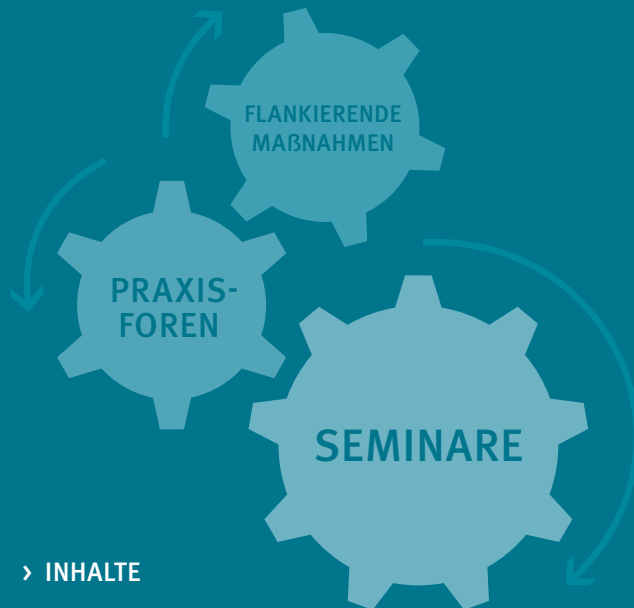 FLANKIERENDE
MAßNAHMEN
PRAXIS-
FOREN
SEMINARE
› INHALTE